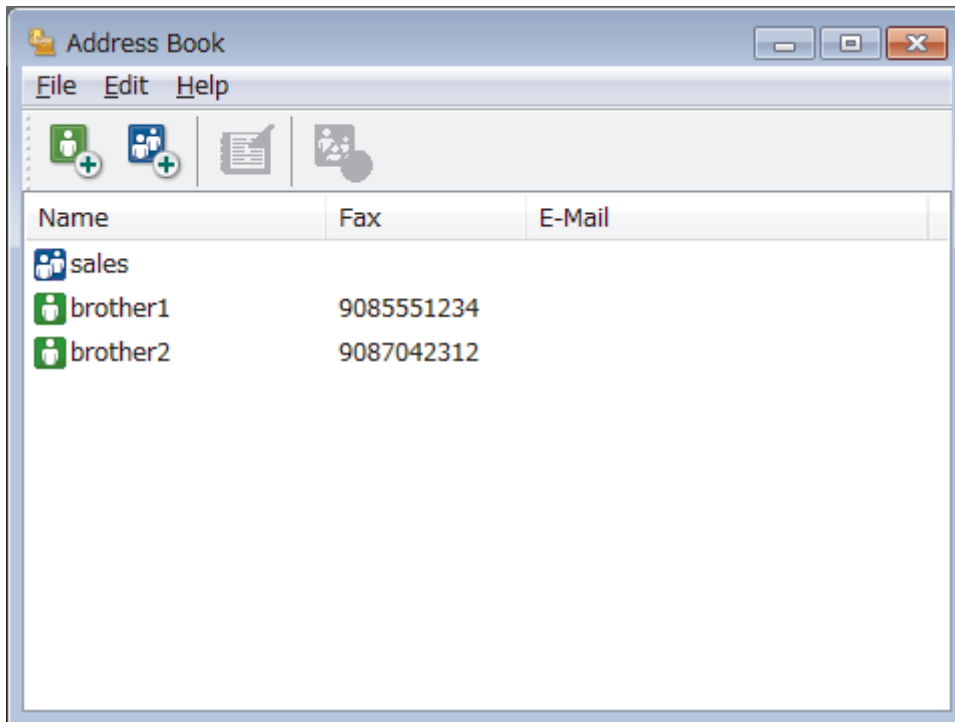 Address Book
File Edit Help
Name Fax E-Mail
sales
brother1 9085551234
brother2 9087042312